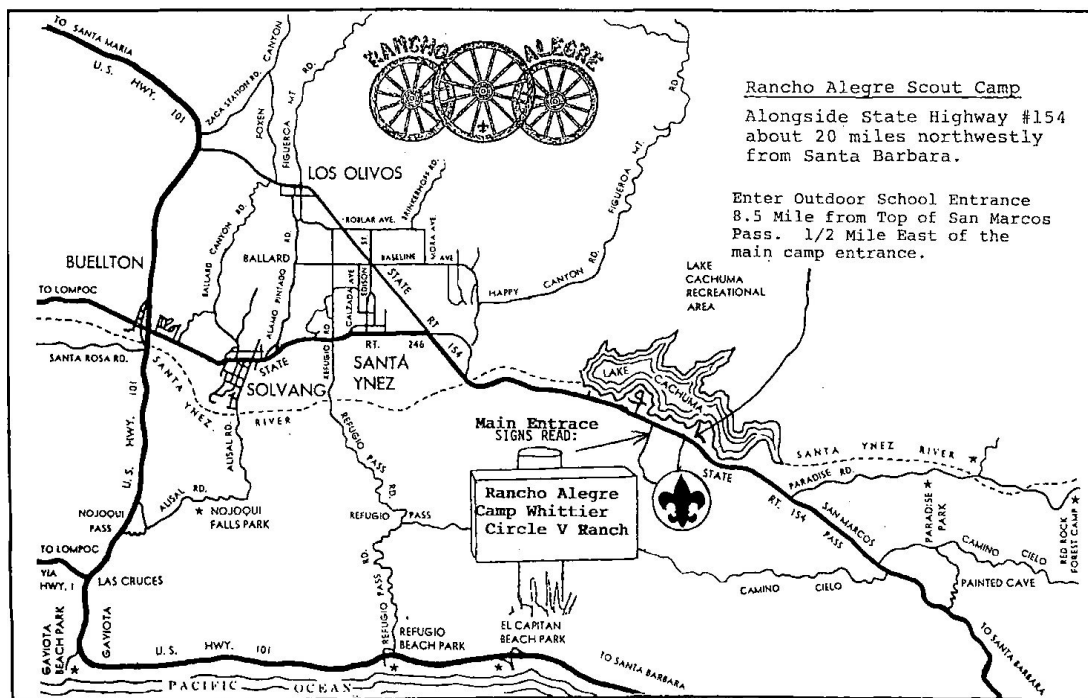 TO SANTA MARIA
U.S. HWY. 101
ZACA STATION RD.
FOXEN CANYON RD.
FIGUEROA MT. RD.
RANCHO ALEGRE
Rancho Alegre Scout Camp
Alongside State Highway #154
about 20 miles northwestly
from Santa Barbara.
Enter Outdoor School Entrance
8.5 Mile from Top of San Marcos
Pass. 1/2 Mile East of the
main camp entrance.
LOS OLIVOS
ROBLAR AVE.
BRINKERHOFF RD.
FIGUEROA MT. RD.
BALLARD CANYON RD.
BUELLTON
BALLARD
BASELINE AVE
MORA AVE.
ALAMO PINTADO RD.
CALZADA AVE
EDISON ST.
STATE RT 154
HAPPY CANYON RD.
LAKE
CACHUMA
RECREATIONAL
AREA
TO LOMPOC
SANTA ROSA RD.
STATE RT. 246
REFUGIO RD
SANTA
YNEZ
SOLVANG
SANTA YNEZ RIVER
LAKE CACHUMA
Main Entrace
SIGNS READ:
Rancho Alegre
Camp Whittier
Circle V Ranch
U.S. HWY. 101
ALISAL RD.
ALISAL RD.
NOJOQUI
PASS
NOJOQUI
FALLS PARK
REFUGIO PASS RD.
REFUGIO PASS
REFUGIO PASS RD.
STATE RT. 154
SANTA YNEZ RIVER
PARADISE RD.
PARADISE
PARK
RED ROCK
FOREST CAMP
SAN MARCOS
PASS
CAMINO CIELO
CAMINO CIELO
PAINTED CAVE
TO LOMPOC
VIA
HWY. 1
LAS CRUCES
GAVIOTA
BEACH PARK
GAVIOTA
U.S. HWY. 101
REFUGIO
BEACH PARK
EL CAPITAN
BEACH PARK
TO SANTA BARBARA
TO SANTA BARBARA
PACIFIC OCEAN